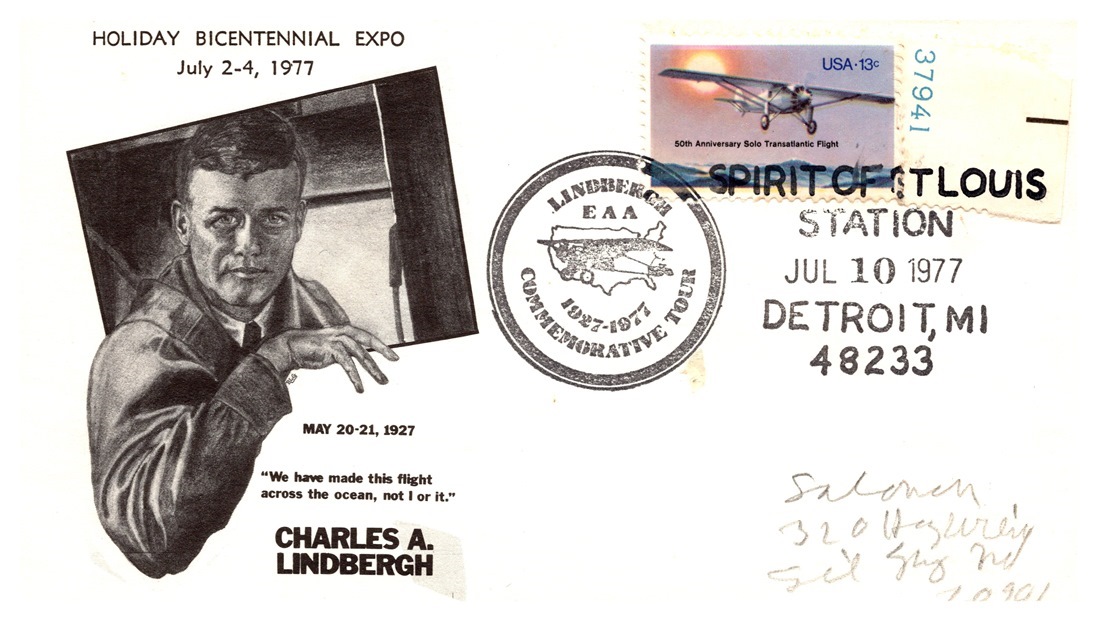 HOLIDAY BICENTENNIAL EXPO
July 2-4, 1977
USA·13c
50th Anniversary Solo Transatlantic Flight
37941
LINDBERGH
EAA
1927-1977
COMMEMORATIVE TOUR
SPIRIT OF ST LOUIS
STATION
JUL 10 1977
DETROIT, MI
48233
MAY 20-21, 1927
"We have made this flight
across the ocean, not I or it."
CHARLES A.
LINDBERGH
320